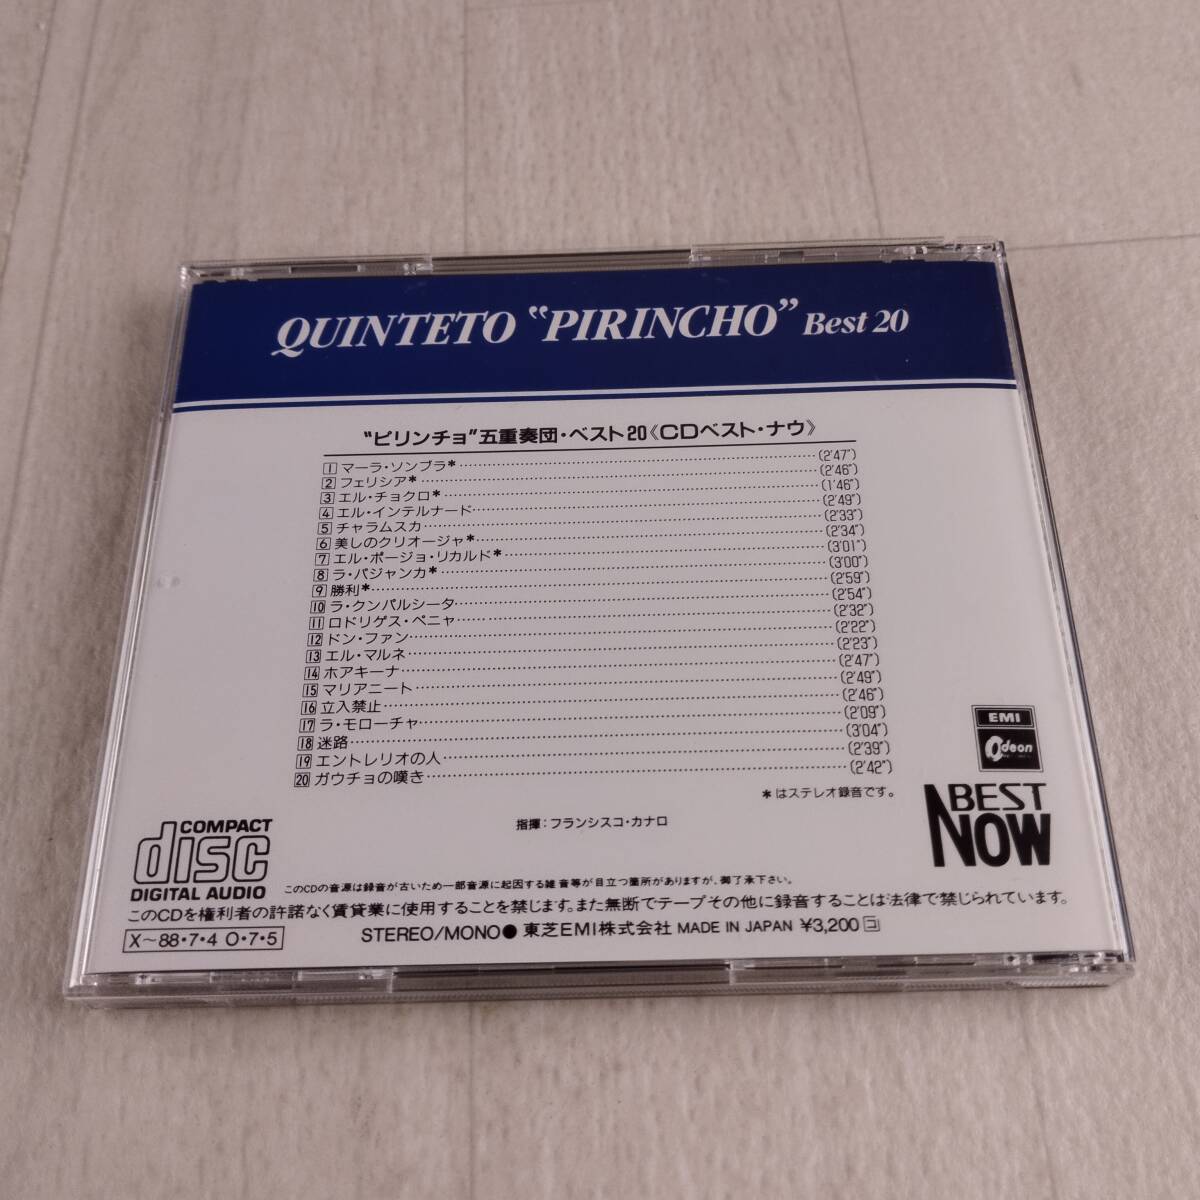 QUINTETO “PIRINCHO” Best 20
“ピリンチョ”五重奏団・ベスト20《CDベスト・ナウ》
1 マーラ・ソンブラ* (2'47")
2 フェリシア* (2'46")
3 エル・チョクロ* (1'46")
4 エル・インテルナード (2'49")
5 チャラムスカ (2'33")
6 美しのクリオージャ* (2'34")
7 エル・ポージョ・リカルド* (3'01")
8 ラ・パジャンカ* (3'00")
9 勝利* (2'59")
10 ラ・クンパルシータ (2'54")
11 ロドリゲス・ペニャ (2'32")
12 ドン・ファン (2'22")
13 エル・マルネ (2'23")
14 ホアキーナ (2'47")
15 マリアニート (2'49")
16 立入禁止 (2'46")
17 ラ・モローチャ (2'09")
18 迷路 (3'04")
19 エントレリオの人 (2'39")
20 ガウチョの嘆き (2'42")
*はステレオ録音です。
指揮:フランシスコ・カナロ
EMI
Odeon
BEST
NOW
COMPACT
disc
DIGITAL AUDIO
このCDの音源は録音が古いため一部音源に起因する雑音等が目立つ箇所がありますが、御了承下さい。
このCDを権利者の許諾なく賃貸業に使用することを禁じます。また無断でテープその他に録音することは法律で禁じられています。
X〜88・7・4 O・7・5
STEREO/MONO● 東芝EMI株式会社 MADE IN JAPAN ¥3,200 コ